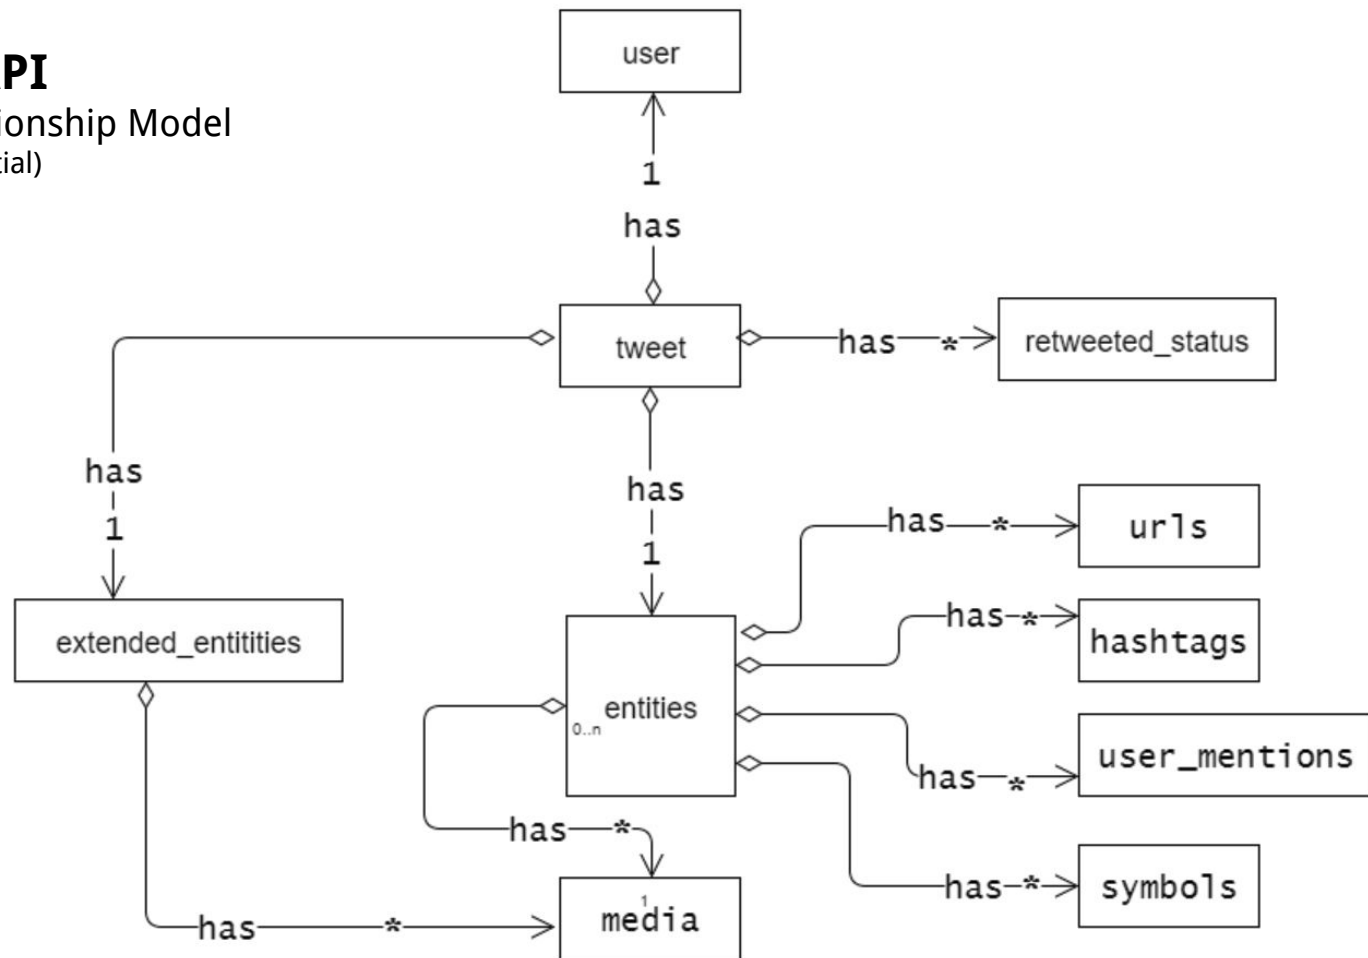 user
PI
ionship Model
tial)
1
has
tweet
has
*
retweeted_status
has
1
has
1
has
*
urls
has
*
hashtags
extended_entitities
entities
0..n
has
*
user_mentions
has
*
has
*
symbols
1
media
has
*